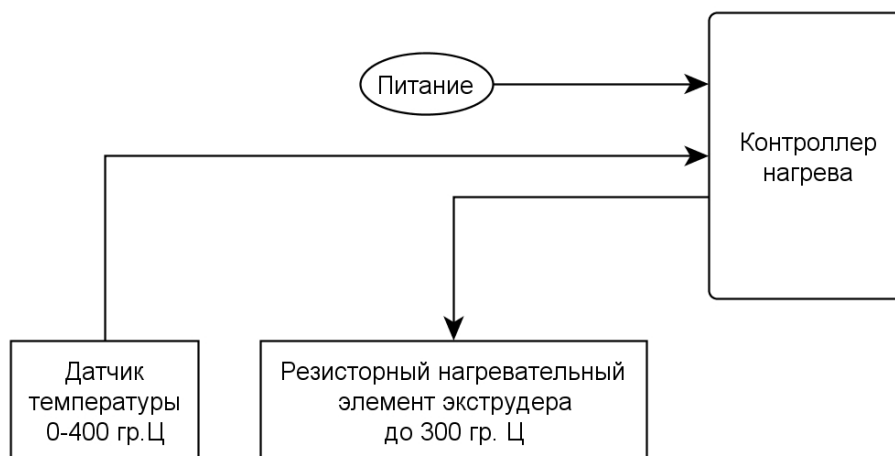 Питание
Контроллер
нагрева
Датчик
температуры
0-400 гр.Ц
Резисторный нагревательный
элемент экструдера
до 300 гр. Ц